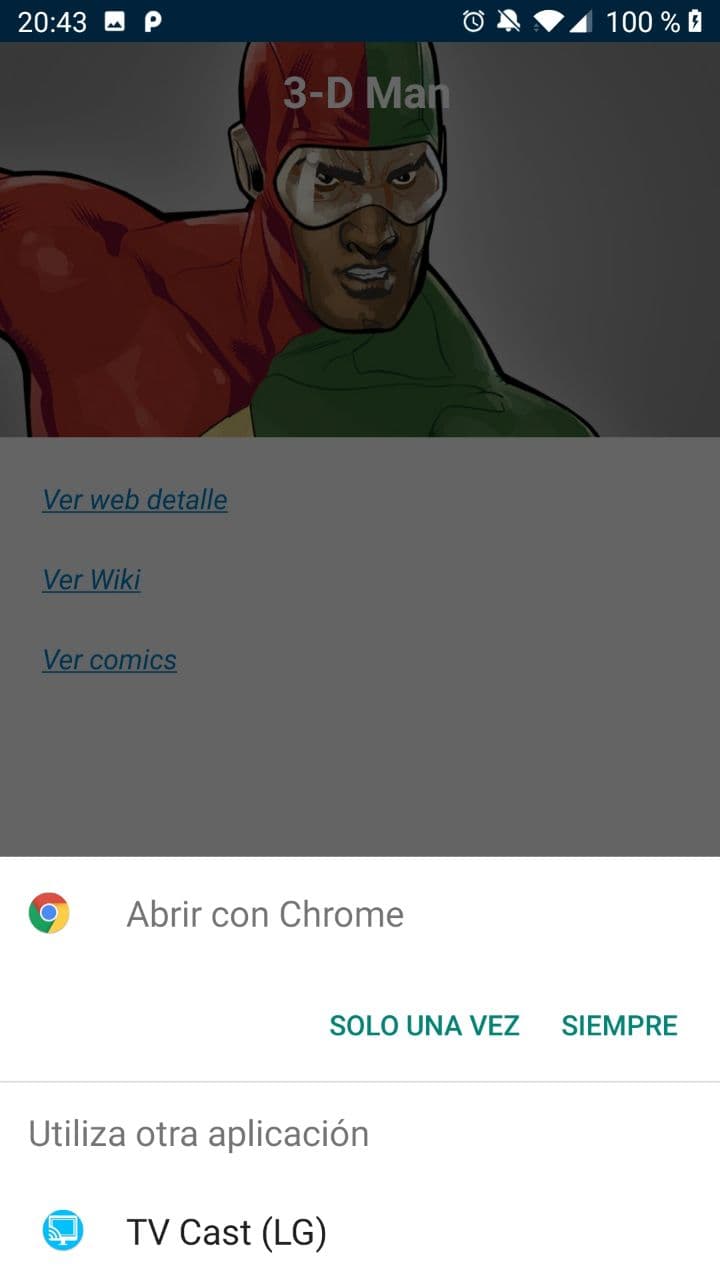 20:43 100 %
3-D Man
Ver web detalle
Ver Wiki
Ver comics
Abrir con Chrome
SOLO UNA VEZ SIEMPRE
Utiliza otra aplicación
TV Cast (LG)